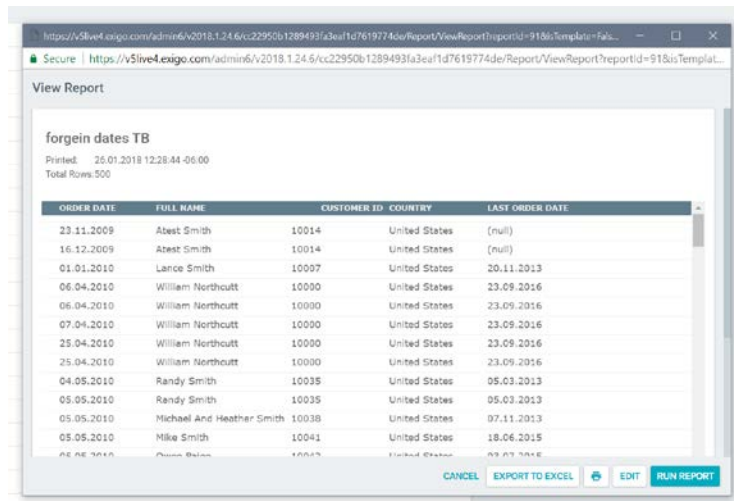 https://v5live4.exigo.com/admin6/v2018.1.24.6/cc22950b1289493fa3eaf1d7619774de/Report/ViewReport?reportId=918&isTemplate=Fals...
Secure | https://v5live4.exigo.com/admin6/v2018.1.24.6/cc22950b1289493fa3eaf1d7619774de/Report/ViewReport?reportId=918&isTemplat...
View Report
forgein dates TB
Printed: 26.01.2018 12:28:44 -06:00
Total Rows:500
ORDER DATE FULL NAME CUSTOMER ID COUNTRY LAST ORDER DATE
23.11.2009 Abest Smith 10014 United States (null)
16.12.2009 Abest Smith 10014 United States (null)
01.01.2010 Lance Smith 10007 United States 20.11.2013
06.04.2010 William Northcutt 10000 United States 23.09.2016
06.04.2010 William Northcutt 10000 United States 23.09.2016
07.04.2010 William Northcutt 10000 United States 23.09.2016
25.04.2010 William Northcutt 10000 United States 23.09.2016
25.04.2010 William Northcutt 10000 United States 23.09.2016
04.05.2010 Randy Smith 10035 United States 05.03.2013
05.05.2010 Randy Smith 10035 United States 05.03.2013
05.05.2010 Michael And Heather Smith 10038 United States 07.11.2013
05.05.2010 Mike Smith 10041 United States 18.06.2015
CANCEL EXPORT TO EXCEL EDIT RUN REPORT